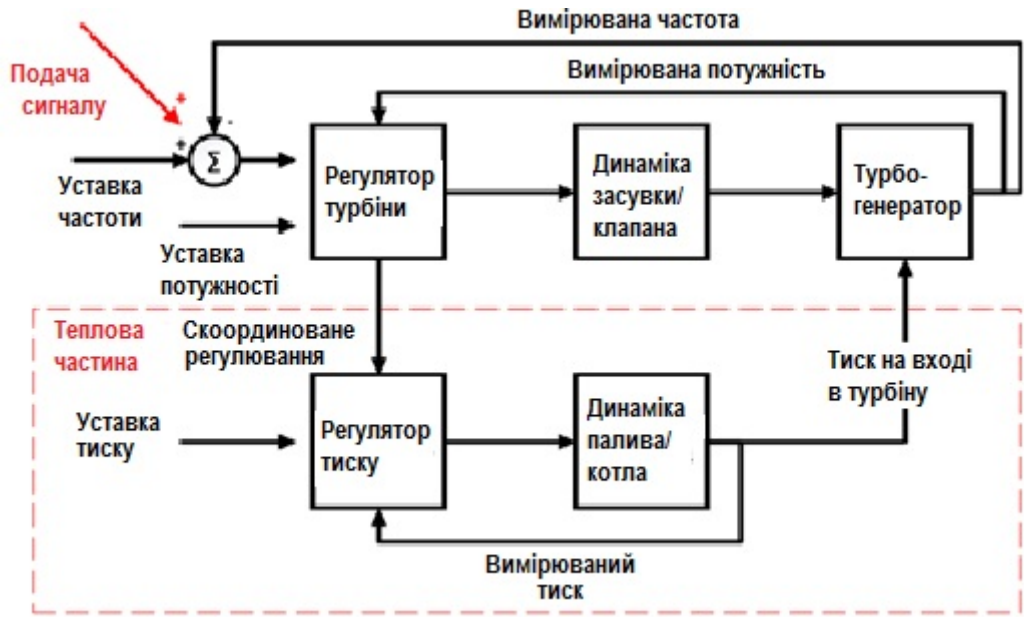 Вимірювана частота
Вимірювана потужність
Подача
сигналу
+
-
+
Σ
Уставка
частоти
Уставка
потужності
Регулятор
турбіни
Динаміка
засувки/
клапана
Турбо-
генератор
Теплова
частина
Скоординоване
регулювання
Уставка
тиску
Регулятор
тиску
Динаміка
палива/
котла
Тиск на вході
в турбіну
Вимірюваний
тиск